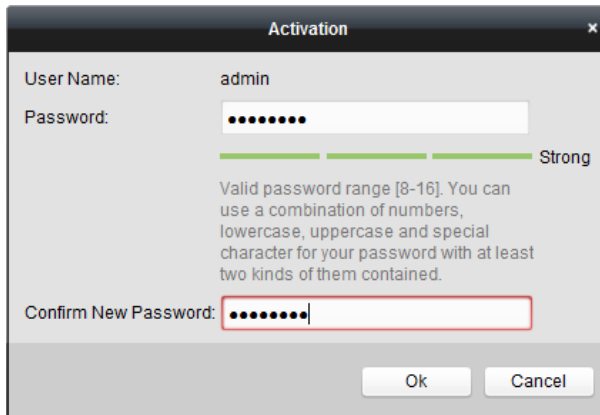 Activation
×
User Name: admin
Password: ●●●●●●●●
Strong
Valid password range [8-16]. You can
use a combination of numbers,
lowercase, uppercase and special
character for your password with at least
two kinds of them contained.
Confirm New Password: ●●●●●●●●
Ok Cancel